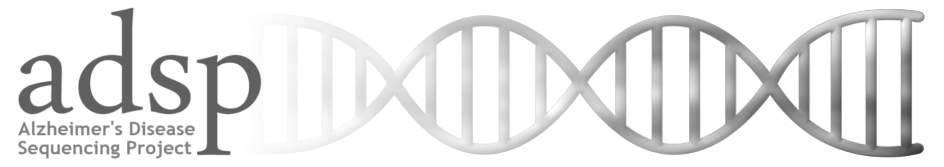 adsp
Alzheimer's Disease
Sequencing Project